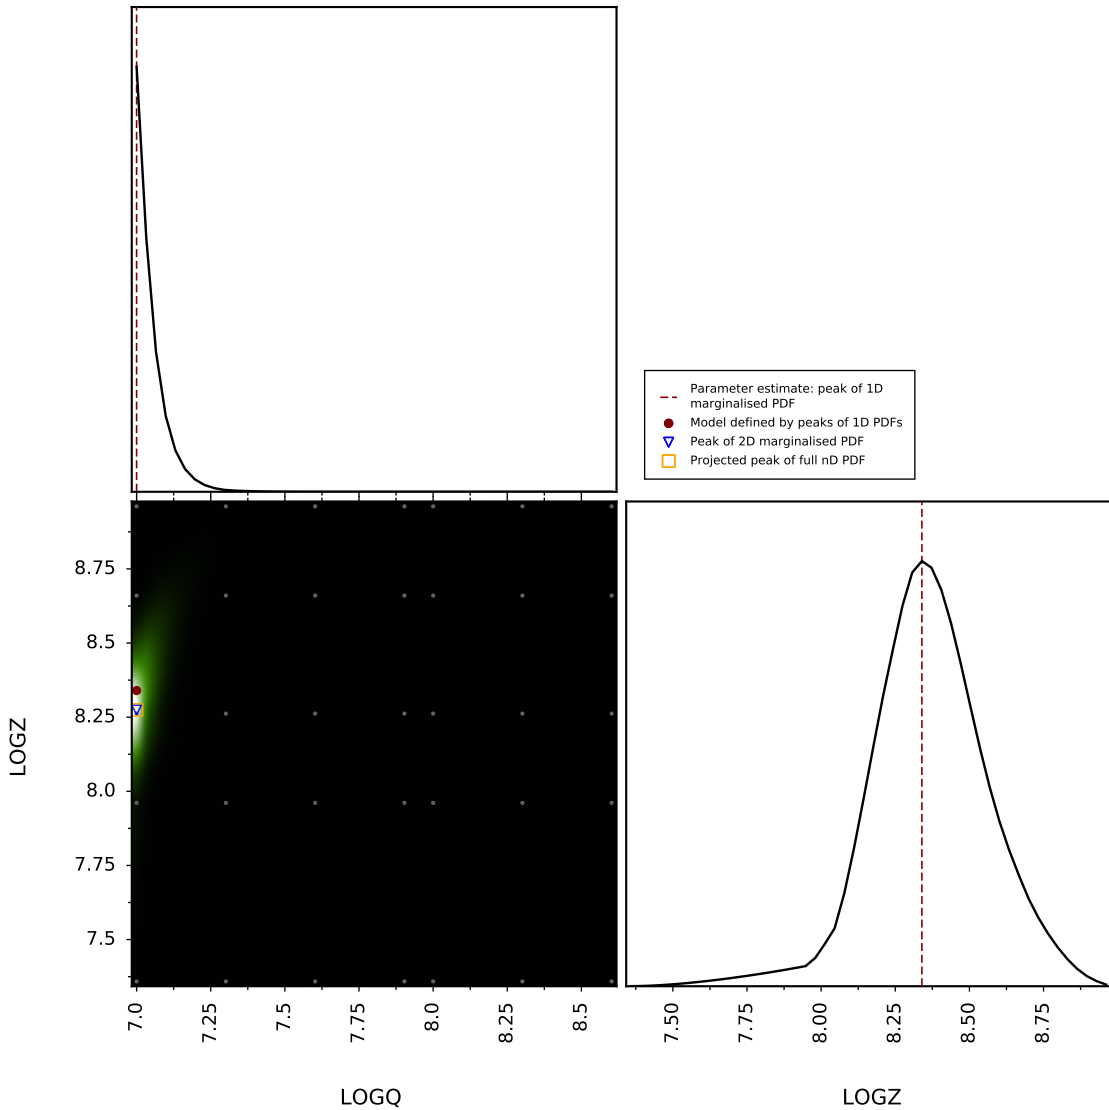 Parameter estimate: peak of 1D
marginalised PDF
Model defined by peaks of 1D PDFs
Peak of 2D marginalised PDF
Projected peak of full nD PDF
LOGZ
8.75
8.5
8.25
8.0
7.75
7.5
7.0
7.25
7.5
7.75
8.0
8.25
8.5
LOGQ
7.50
7.75
8.00
8.25
8.50
8.75
LOGZ